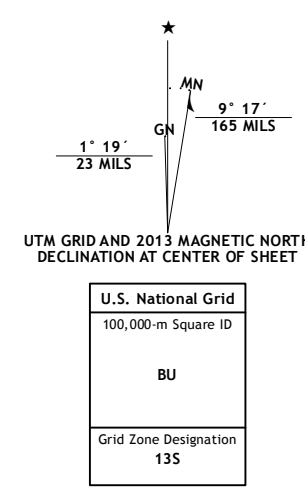 ★
MN
9° 17´
165 MILS
GN
1° 19´
23 MILS
UTM GRID AND 2013 MAGNETIC NORTH
DECLINATION AT CENTER OF SHEET
U.S. National Grid
100,000-m Square ID
BU
Grid Zone Designation
13S